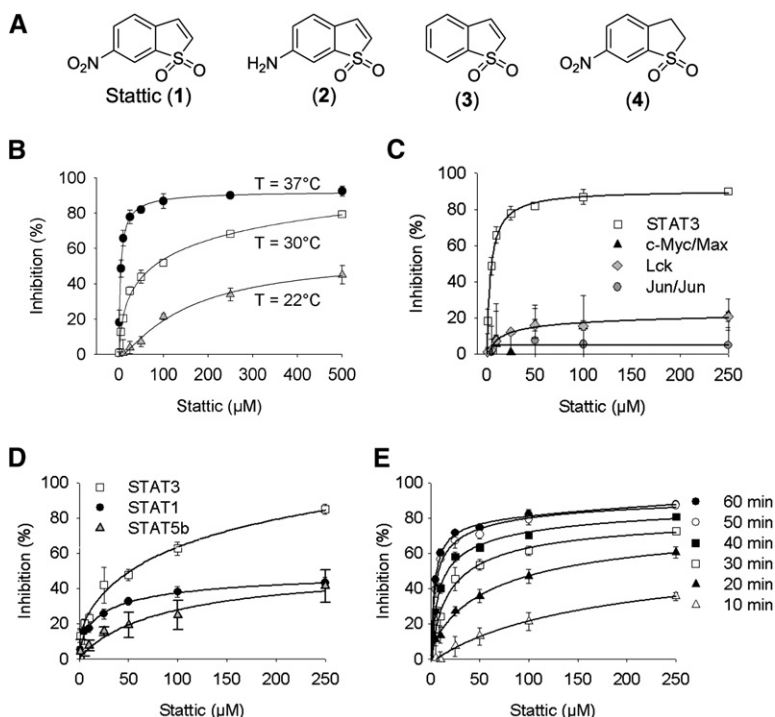 A
O₂N S O O
Stattic (1)
H₂N S O O
(2)
S O O
(3)
O₂N S O O
(4)
B
Inhibition (%)
100
80
60
40
20
0
T = 37°C
T = 30°C
T = 22°C
0 100 200 300 400 500
Stattic (µM)
C
Inhibition (%)
100
80
60
40
20
0
STAT3
c-Myc/Max
Lck
Jun/Jun
0 50 100 150 200 250
Stattic (µM)
D
Inhibition (%)
100
80
60
40
20
0
STAT3
STAT1
STAT5b
0 50 100 150 200 250
Stattic (µM)
E
Inhibition (%)
100
80
60
40
20
0
60 min
50 min
40 min
30 min
20 min
10 min
0 50 100 150 200 250
Stattic (µM)